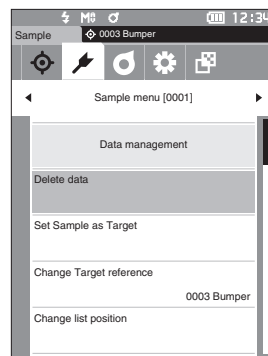 M 12:34
Sample 0003 Bumper
Sample menu [0001]
Data management
Delete data
Set Sample as Target
Change Target reference
0003 Bumper
Change list position